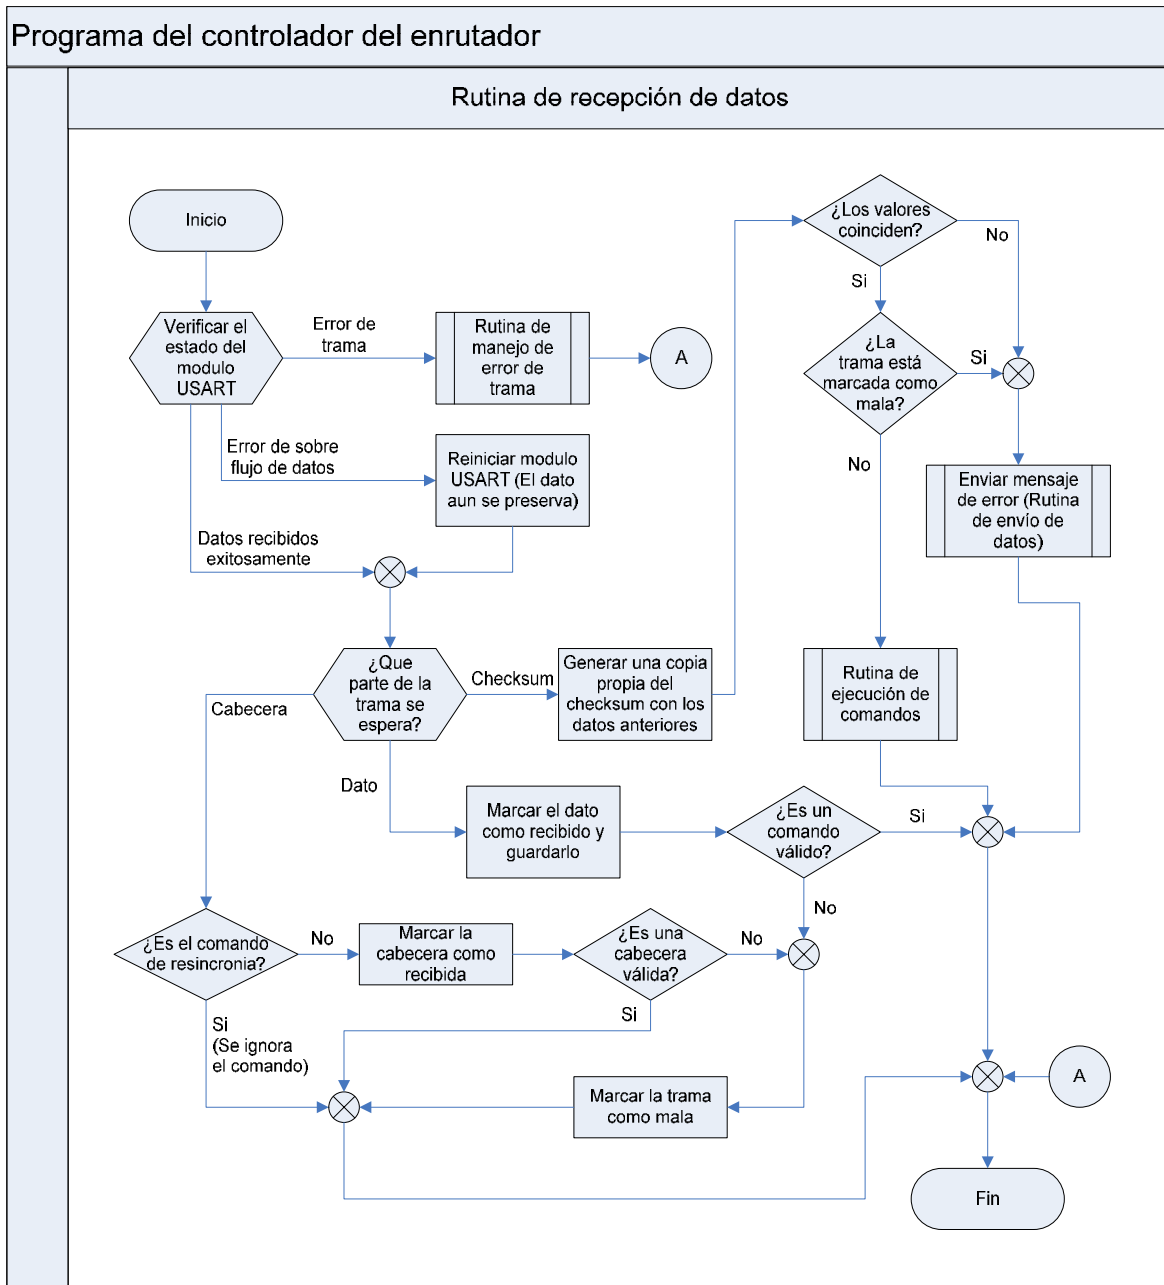 Programa del controlador del enrutador
Rutina de recepción de datos
Inicio
Verificar el
estado del
modulo
USART
Error de
trama
Rutina de
manejo de
error de
trama
A
Error de sobre
flujo de datos
Reiniciar modulo
USART (El dato
aun se preserva)
Datos recibidos
exitosamente
¿Los valores
coinciden?
No
Si
¿La
trama está
marcada como
mala?
Si
No
Enviar mensaje
de error (Rutina
de envío de
datos)
¿Que
parte de la
trama se
espera?
Checksum
Generar una copia
propia del
checksum con los
datos anteriores
Rutina de
ejecución de
comandos
Cabecera
Dato
Marcar el dato
como recibido y
guardarlo
¿Es un
comando
válido?
Si
No
¿Es el comando
de resincronia?
No
Marcar la
cabecera como
recibida
¿Es una
cabecera
válida?
No
Si
Si
(Se ignora
el comando)
Marcar la trama
como mala
A
Fin